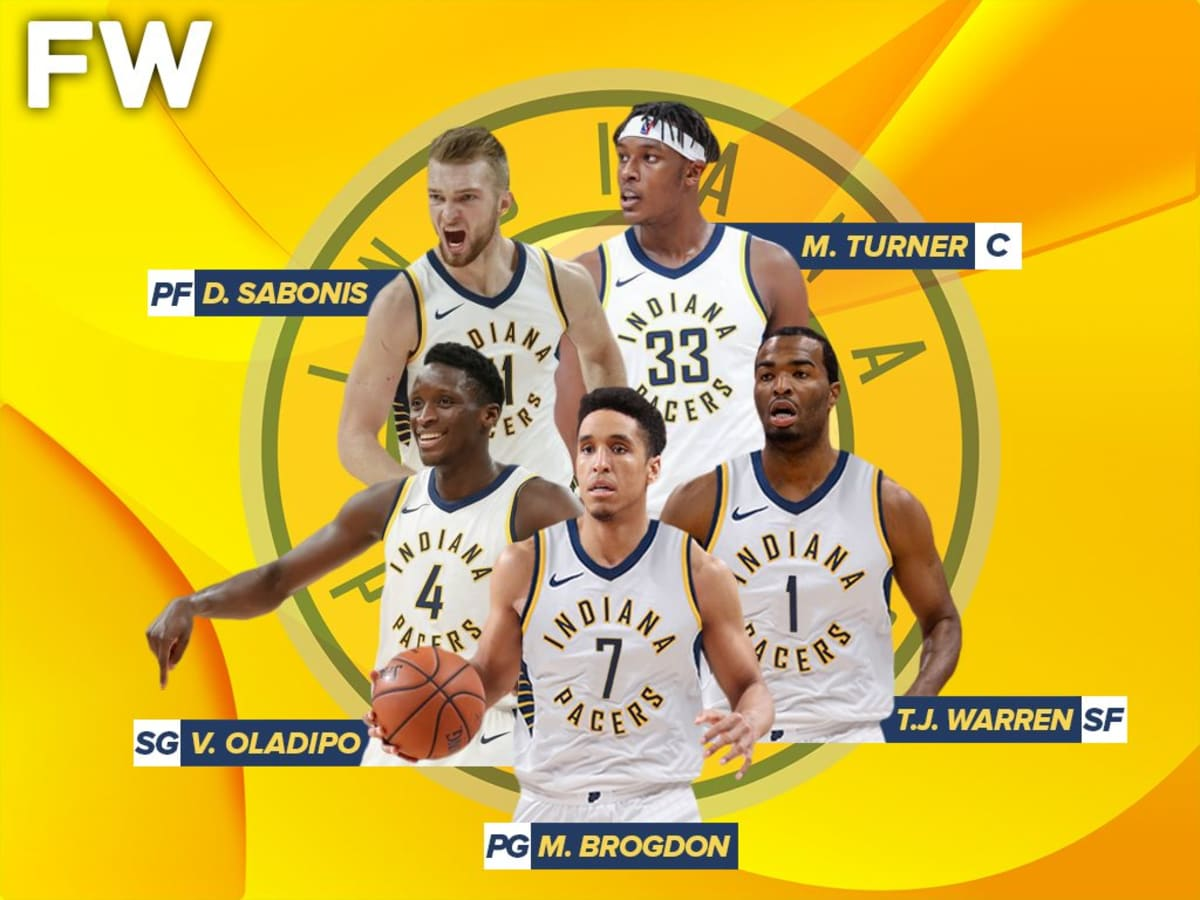 FW
INDIANA
M. TURNER C
PF D. SABONIS
INDIANA
33
PACERS
INDIANA
4
PACERS
INDIANA
7
PACERS
INDIANA
1
PACERS
T.J. WARREN SF
SG V. OLADIPO
PG M. BROGDON